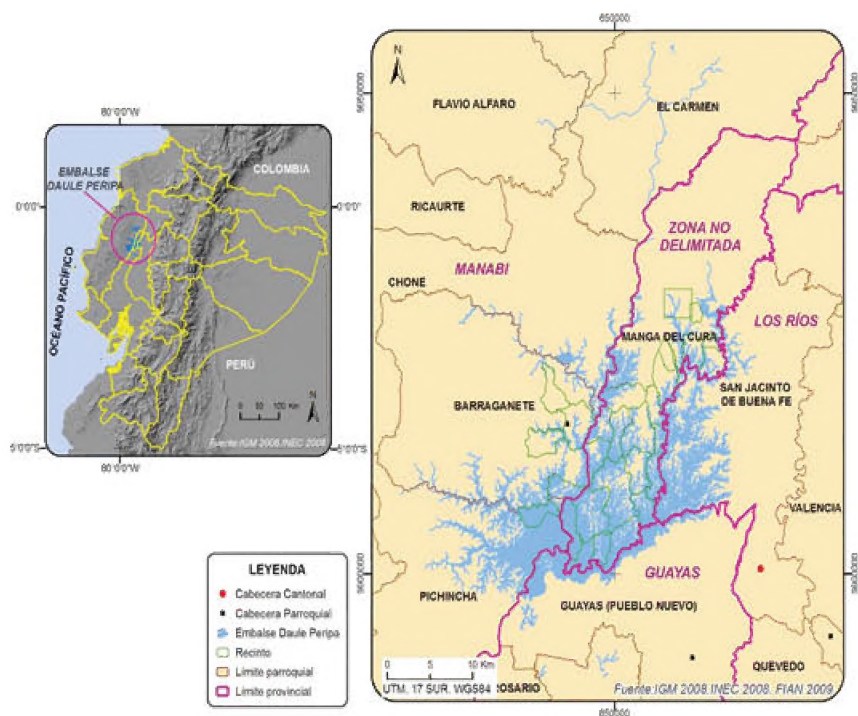 80°0'0"W
0°0'0"
5°0'0"S
80°0'0"W
0°0'0"
5°0'0"S
EMBALSE
DAULE PERIPA
COLOMBIA
OCÉANO PACÍFICO
PERÚ
N
0 50 100 Km
Fuente:IGM 2008.INEC 2008
LEYENDA
Cabecera Cantonal
Cabecera Parroquial
Embalse Daule Peripa
Recinto
Límite parroquial
Límite provincial
650000
N
FLAVIO ALFARO
EL CARMEN
RICAURTE
ZONA NO
DELIMITADA
MANABI
CHONE
LOS RÍOS
MANGA DEL CURA
SAN JACINTO
DE BUENA FE
BARRAGANETE
VALENCIA
GUAYAS
PICHINCHA
GUAYAS (PUEBLO NUEVO)
QUEVEDO
ROSARIO
0 5 10 Km
UTM, 17 SUR. WGS84
Fuente:IGM 2008.INEC 2008. FIAN 2009
650000